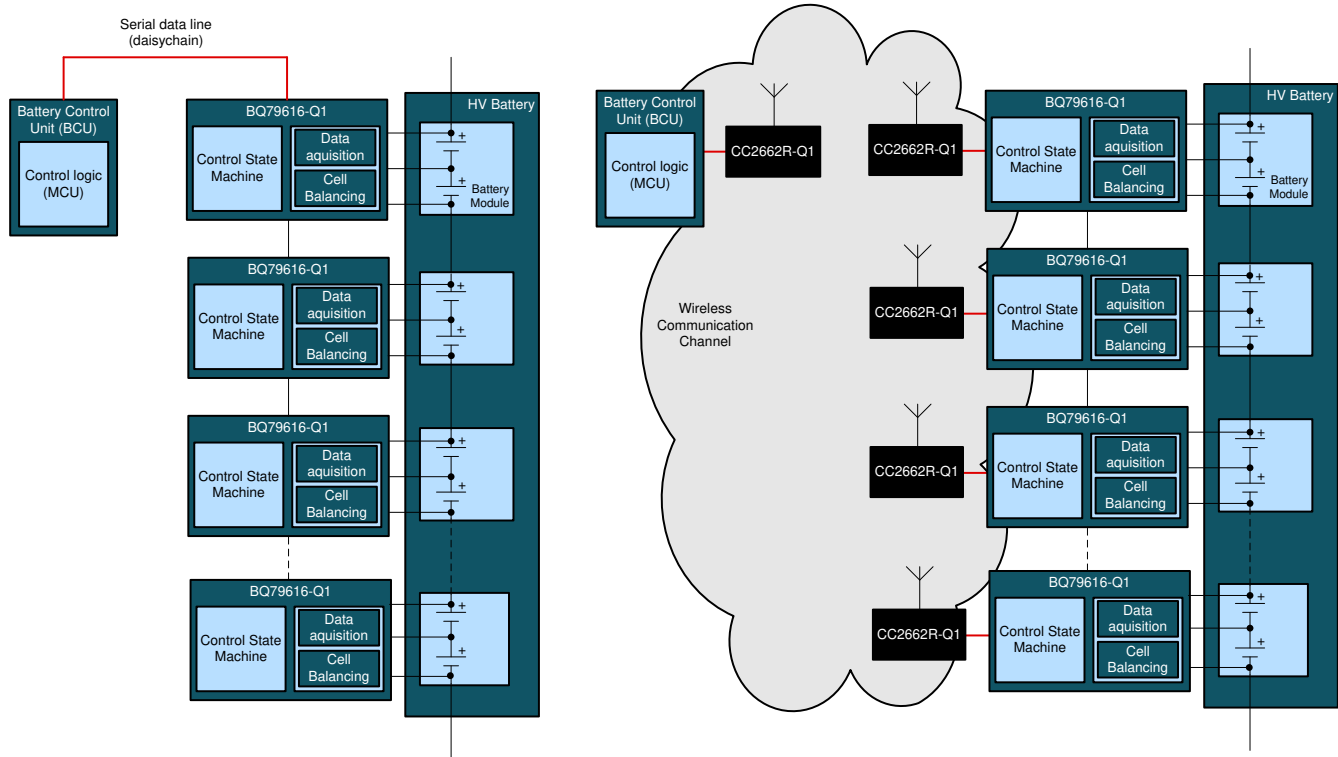 Serial data line
(daisychain)
Battery Control
Unit (BCU)
Control logic
(MCU)
BQ79616-Q1
Control State
Machine
Data
aquisition
Cell
Balancing
HV Battery
+
+
Battery
Module
BQ79616-Q1
Control State
Machine
Data
aquisition
Cell
Balancing
+
+
BQ79616-Q1
Control State
Machine
Data
aquisition
Cell
Balancing
+
+
BQ79616-Q1
Control State
Machine
Data
aquisition
Cell
Balancing
+
+
Battery Control
Unit (BCU)
Control logic
(MCU)
CC2662R-Q1
Wireless
Communication
Channel
CC2662R-Q1
BQ79616-Q1
Control State
Machine
Data
aquisition
Cell
Balancing
HV Battery
+
+
Battery
Module
CC2662R-Q1
BQ79616-Q1
Control State
Machine
Data
aquisition
Cell
Balancing
+
+
CC2662R-Q1
BQ79616-Q1
Control State
Machine
Data
aquisition
Cell
Balancing
+
+
CC2662R-Q1
BQ79616-Q1
Control State
Machine
Data
aquisition
Cell
Balancing
+
+